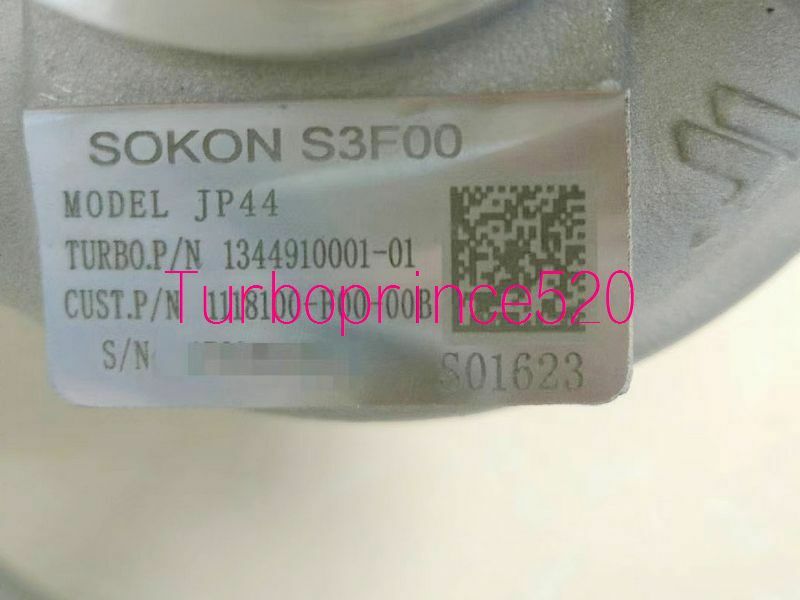 SOKON S3F00
MODEL JP44
TURBO.P/N 1344910001-01
Turboprince520
CUST.P/N
S/N
S01623